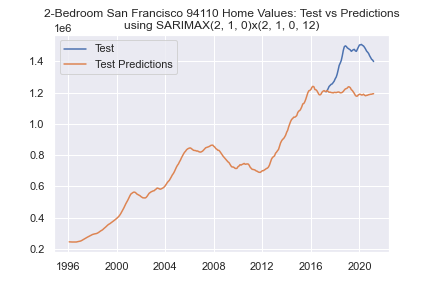 2-Bedroom San Francisco 94110 Home Values: Test vs Predictions
using SARIMAX(2, 1, 0)x(2, 1, 0, 12)
1e6
Test
Test Predictions
1.4
1.2
1.0
0.8
0.6
0.4
0.2
1996 2000 2004 2008 2012 2016 2020